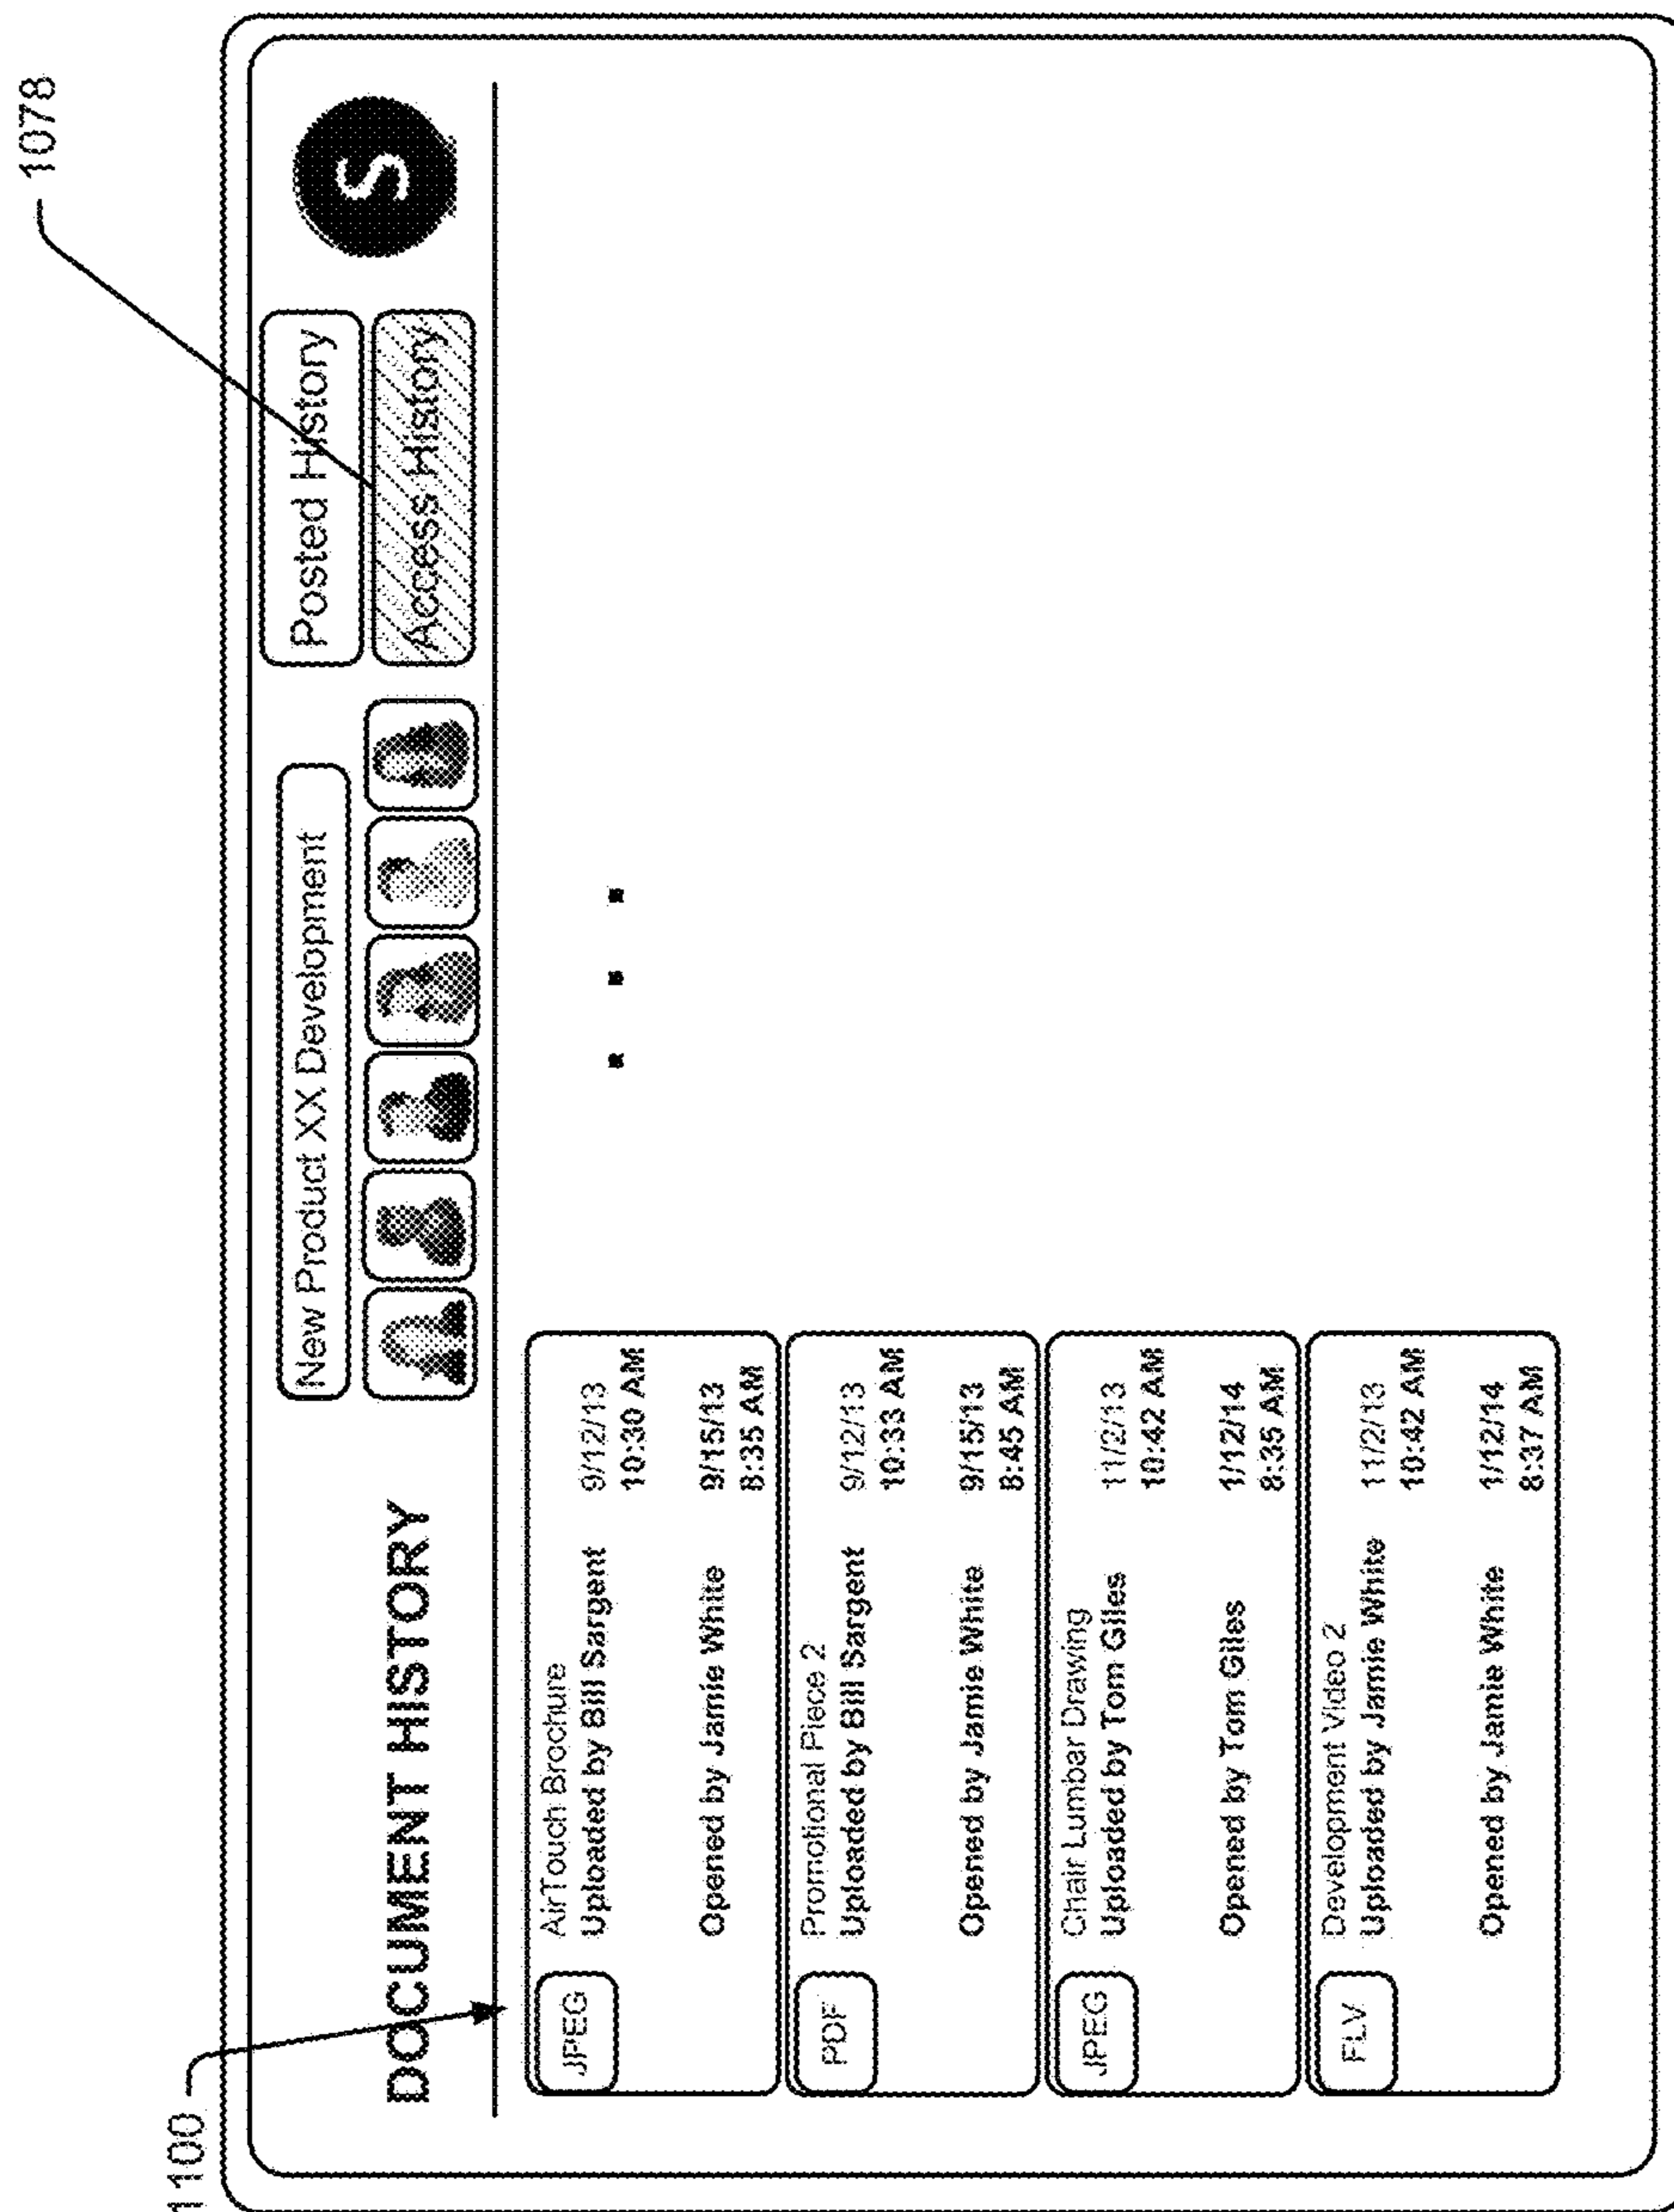 1078
1100
New Product XX Development
Posted History
DOCUMENT HISTORY
Access History
S
JPEG
AirTouch Brochure
Uploaded by Bill Sargent
9/12/13
10:30 AM
Opened by Jamie White
9/15/13
8:35 AM
PDF
Promotional Piece 2
Uploaded by Bill Sargent
9/12/13
10:33 AM
Opened by Jamie White
9/15/13
8:45 AM
JPEG
Chair Lumbar Drawing
Uploaded by Tom Giles
11/2/13
10:42 AM
Opened by Tom Giles
1/12/14
8:35 AM
FLV
Development Video 2
Uploaded by Jamie White
11/2/13
10:42 AM
Opened by Jamie White
1/12/14
8:37 AM